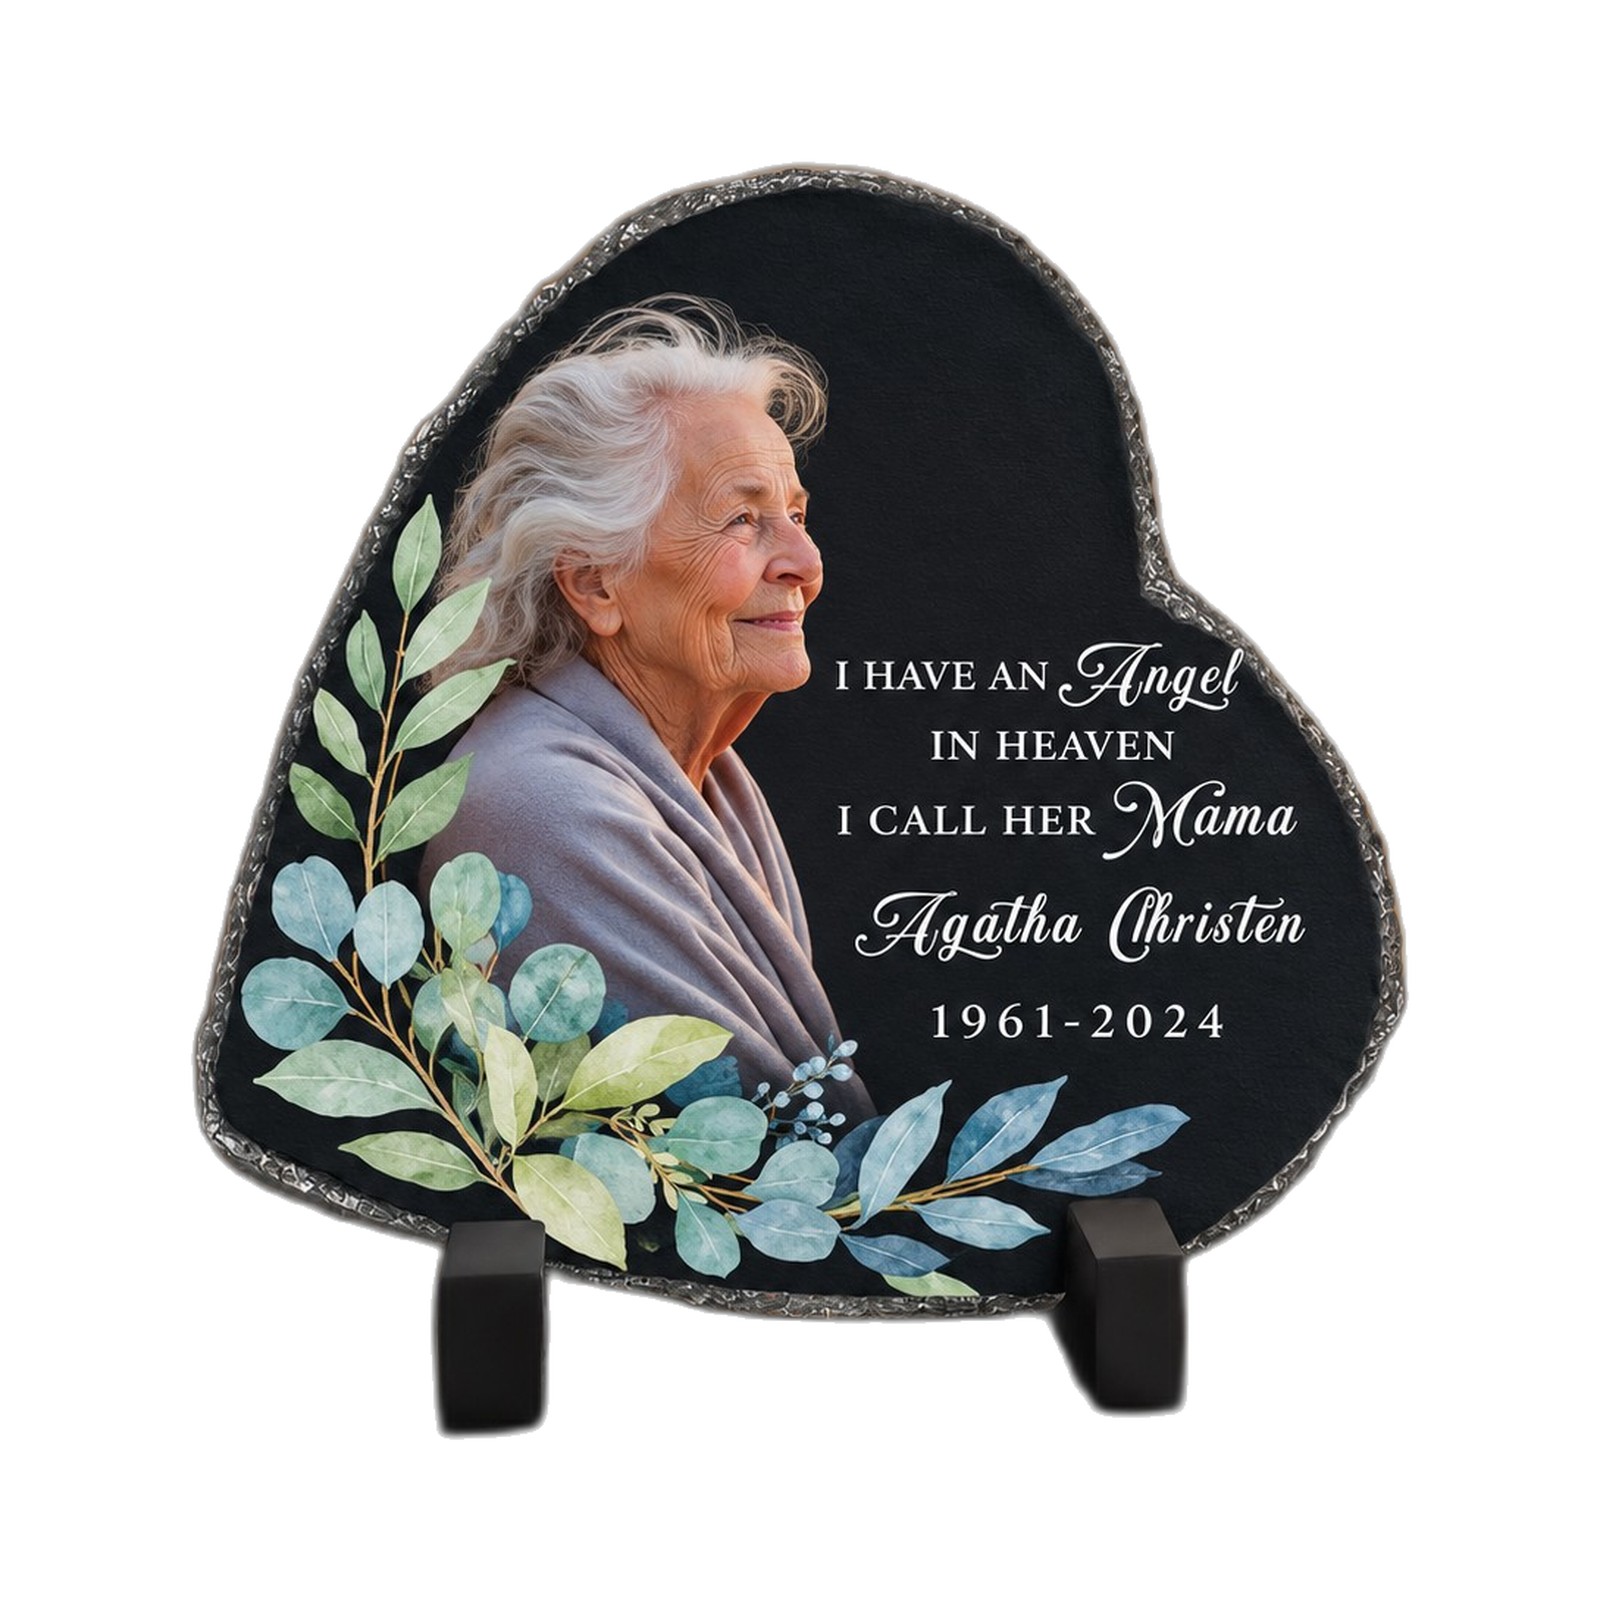 I HAVE AN Angel
IN HEAVEN
I CALL HER Mama
Agatha Christen
1961-2024